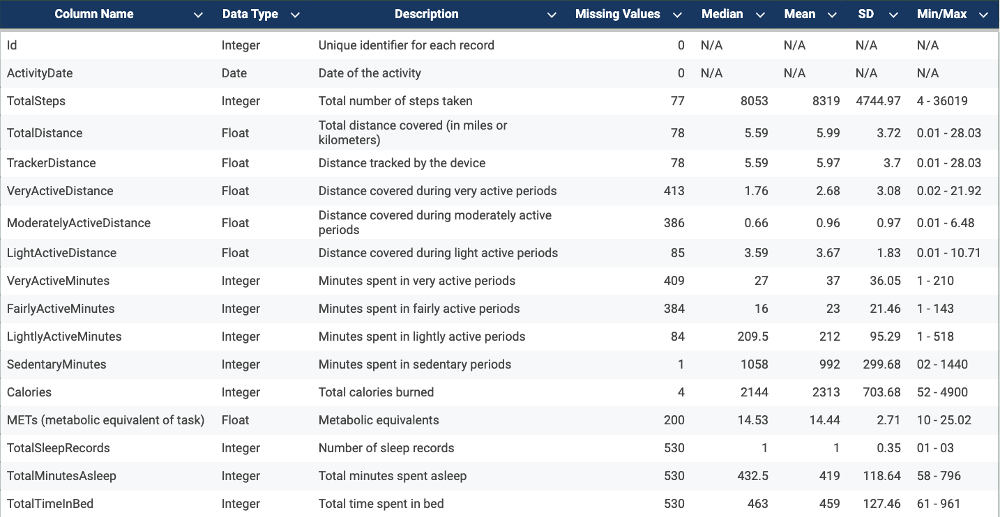 Column Name Data Type Description Missing Values Median Mean SD Min/Max
Id Integer Unique identifier for each record 0 N/A N/A N/A N/A
ActivityDate Date Date of the activity 0 N/A N/A N/A N/A
TotalSteps Integer Total number of steps taken 77 8053 8319 4744.97 4 - 36019
TotalDistance Float Total distance covered (in miles or
kilometers) 78 5.59 5.99 3.72 0.01 - 28.03
TrackerDistance Float Distance tracked by the device 78 5.59 5.97 3.7 0.01 - 28.03
VeryActiveDistance Float Distance covered during very active periods 413 1.76 2.68 3.08 0.02 - 21.92
ModeratelyActiveDistance Float Distance covered during moderately active
periods 386 0.66 0.96 0.97 0.01 - 6.48
LightActiveDistance Float Distance covered during light active periods 85 3.59 3.67 1.83 0.01 - 10.71
VeryActiveMinutes Integer Minutes spent in very active periods 409 27 37 36.05 1 - 210
FairlyActiveMinutes Integer Minutes spent in fairly active periods 384 16 23 21.46 1 - 143
LightlyActiveMinutes Integer Minutes spent in lightly active periods 84 209.5 212 95.29 1 - 518
SedentaryMinutes Integer Minutes spent in sedentary periods 1 1058 992 299.68 02 - 1440
Calories Integer Total calories burned 4 2144 2313 703.68 52 - 4900
METs (metabolic equivalent of task) Float Metabolic equivalents 200 14.53 14.44 2.71 10 - 25.02
TotalSleepRecords Integer Number of sleep records 530 1 1 0.35 01 - 03
TotalMinutesAsleep Integer Total minutes spent asleep 530 432.5 419 118.64 58 - 796
TotalTimeInBed Integer Total time spent in bed 530 463 459 127.46 61 - 961